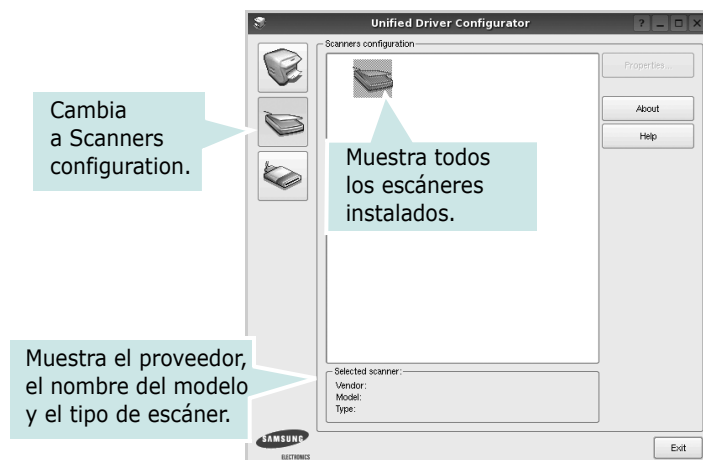 Unified Driver Configurator
Scanners configuration
Properties...
About
Help
Cambia
a Scanners
configuration.
Muestra todos
los escáneres
instalados.
Muestra el proveedor,
el nombre del modelo
y el tipo de escáner.
Selected scanner:
Vendor:
Model:
Type:
SAMSUNG
ELECTRONICS
Exit